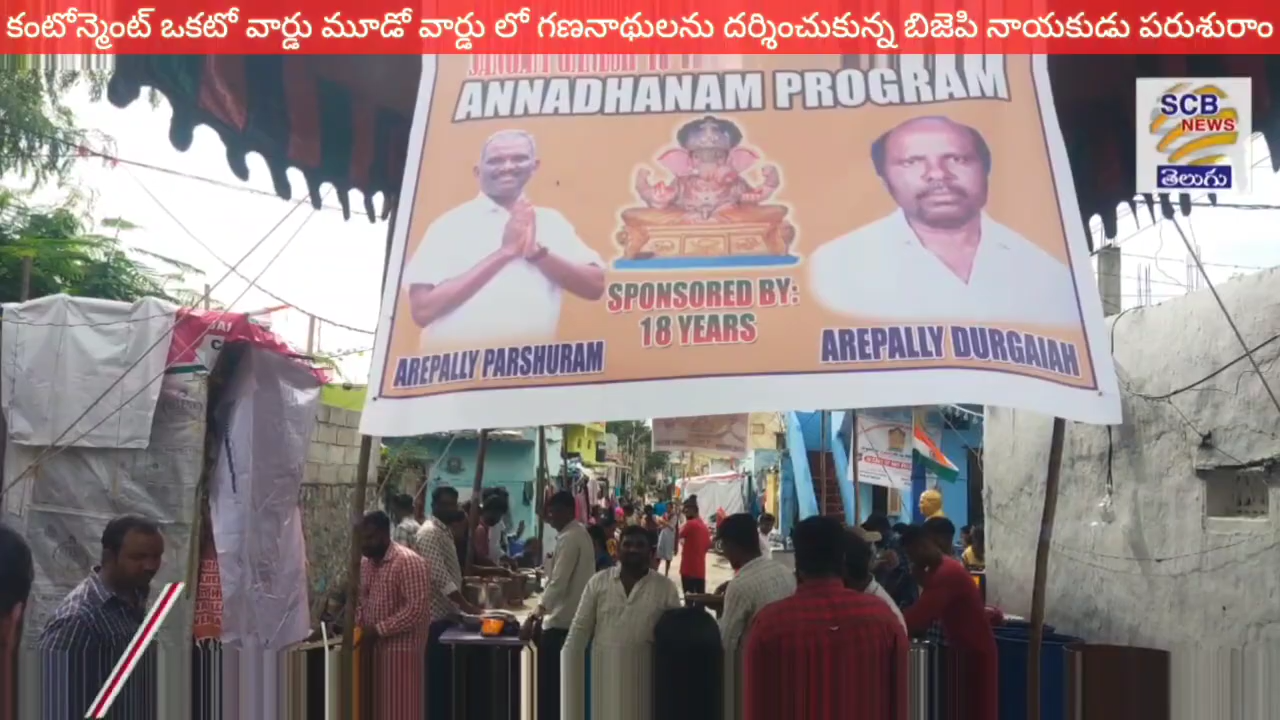 కంటోన్మెంట్ ఒకటో వార్డు మూడో వార్డు లో గణనాథులను దర్శించుకున్న బిజెపి నాయకుడు పరుశురాం
ANNADHANAM PROGRAM
SCB
NEWS
తెలుగు
SPONSORED BY:
18 YEARS
AREPALLY PARSHURAM
AREPALLY DURGAIAH